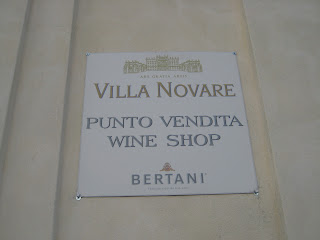 VILLA NOVARE
PUNTO VENDITA
WINE SHOP
BERTANI